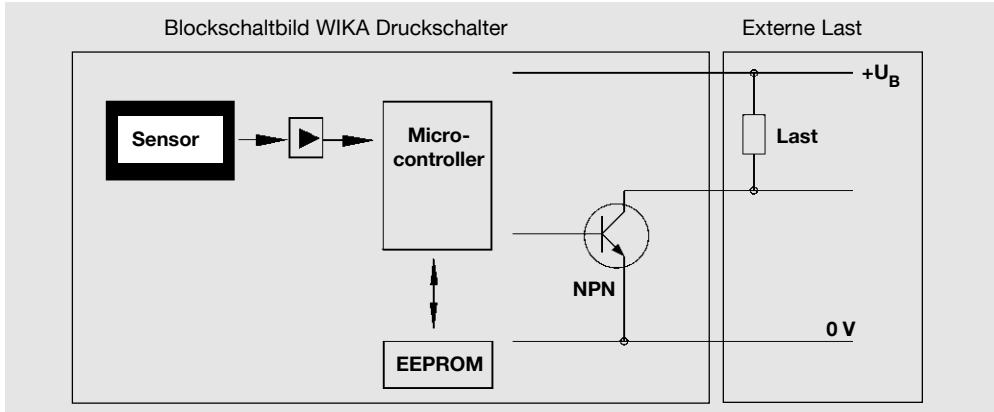 Blockschaltbild WIKA Druckschalter
Externe Last
+UB
Sensor
Micro-
controller
Last
NPN
0 V
EEPROM